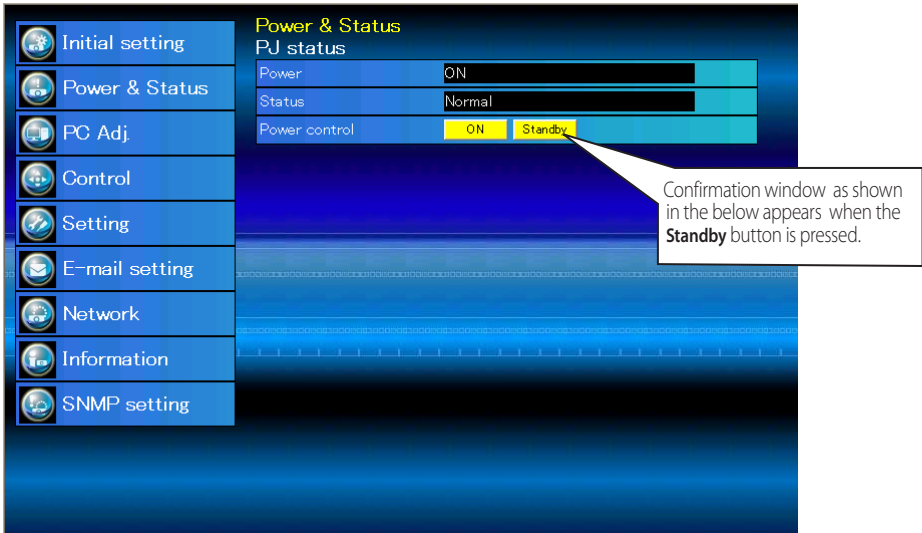 Initial setting
Power & Status
PC Adj.
Control
Setting
E-mail setting
Network
Information
SNMP setting
Power & Status
PJ status
Power ON
Status Normal
Power control ON Standby
Confirmation window as shown
in the below appears when the
Standby button is pressed.